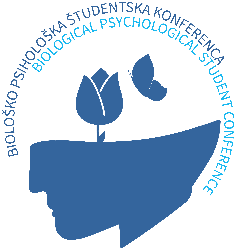 BIOLOŠKO PSIHOLOŠKA ŠTUDENTSKA KONFERENCA
BIOLOGICAL PSYCHOLOGICAL STUDENT CONFERENCE